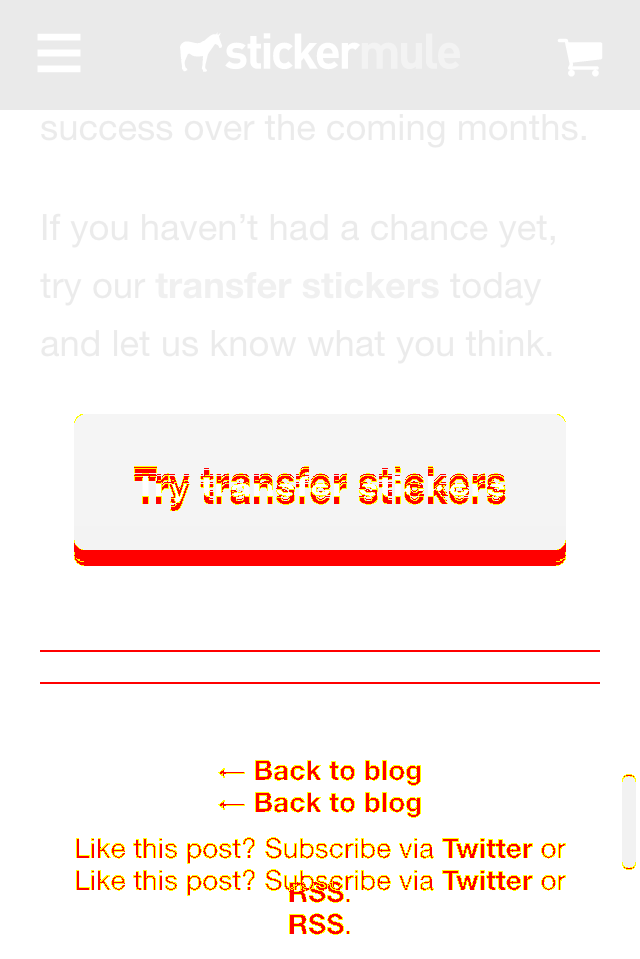 stickermule
success over the coming months.
If you haven’t had a chance yet,
try our transfer stickers today
and let us know what you think.
Try transfer stickers
← Back to blog
← Back to blog
Like this post? Subscribe via Twitter or
Like this post? Subscribe via Twitter or
RSS.
RSS.